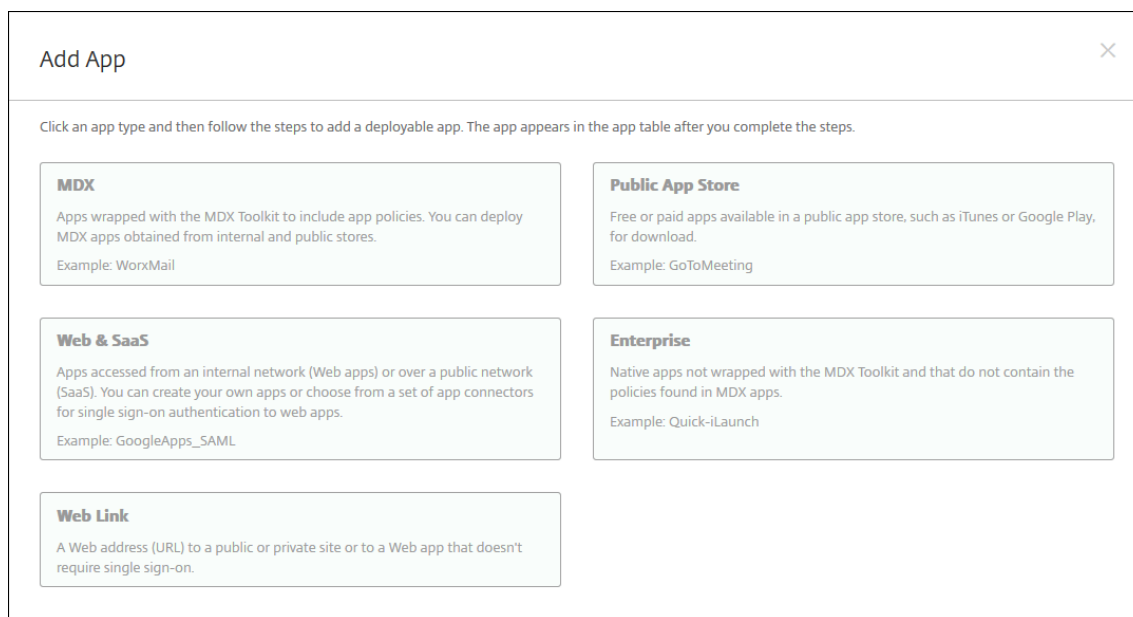 Add App
Click an app type and then follow the steps to add a deployable app. The app appears in the app table after you complete the steps.
MDX
Apps wrapped with the MDX Toolkit to include app policies. You can deploy
MDX apps obtained from internal and public stores.
Example: WorxMail
Public App Store
Free or paid apps available in a public app store, such as iTunes or Google Play,
for download.
Example: GoToMeeting
Web & SaaS
Apps accessed from an internal network (Web apps) or over a public network
(SaaS). You can create your own apps or choose from a set of app connectors
for single sign-on authentication to web apps.
Example: GoogleApps_SAML
Enterprise
Native apps not wrapped with the MDX Toolkit and that do not contain the
policies found in MDX apps.
Example: Quick-iLaunch
Web Link
A Web address (URL) to a public or private site or to a Web app that doesn't
require single sign-on.